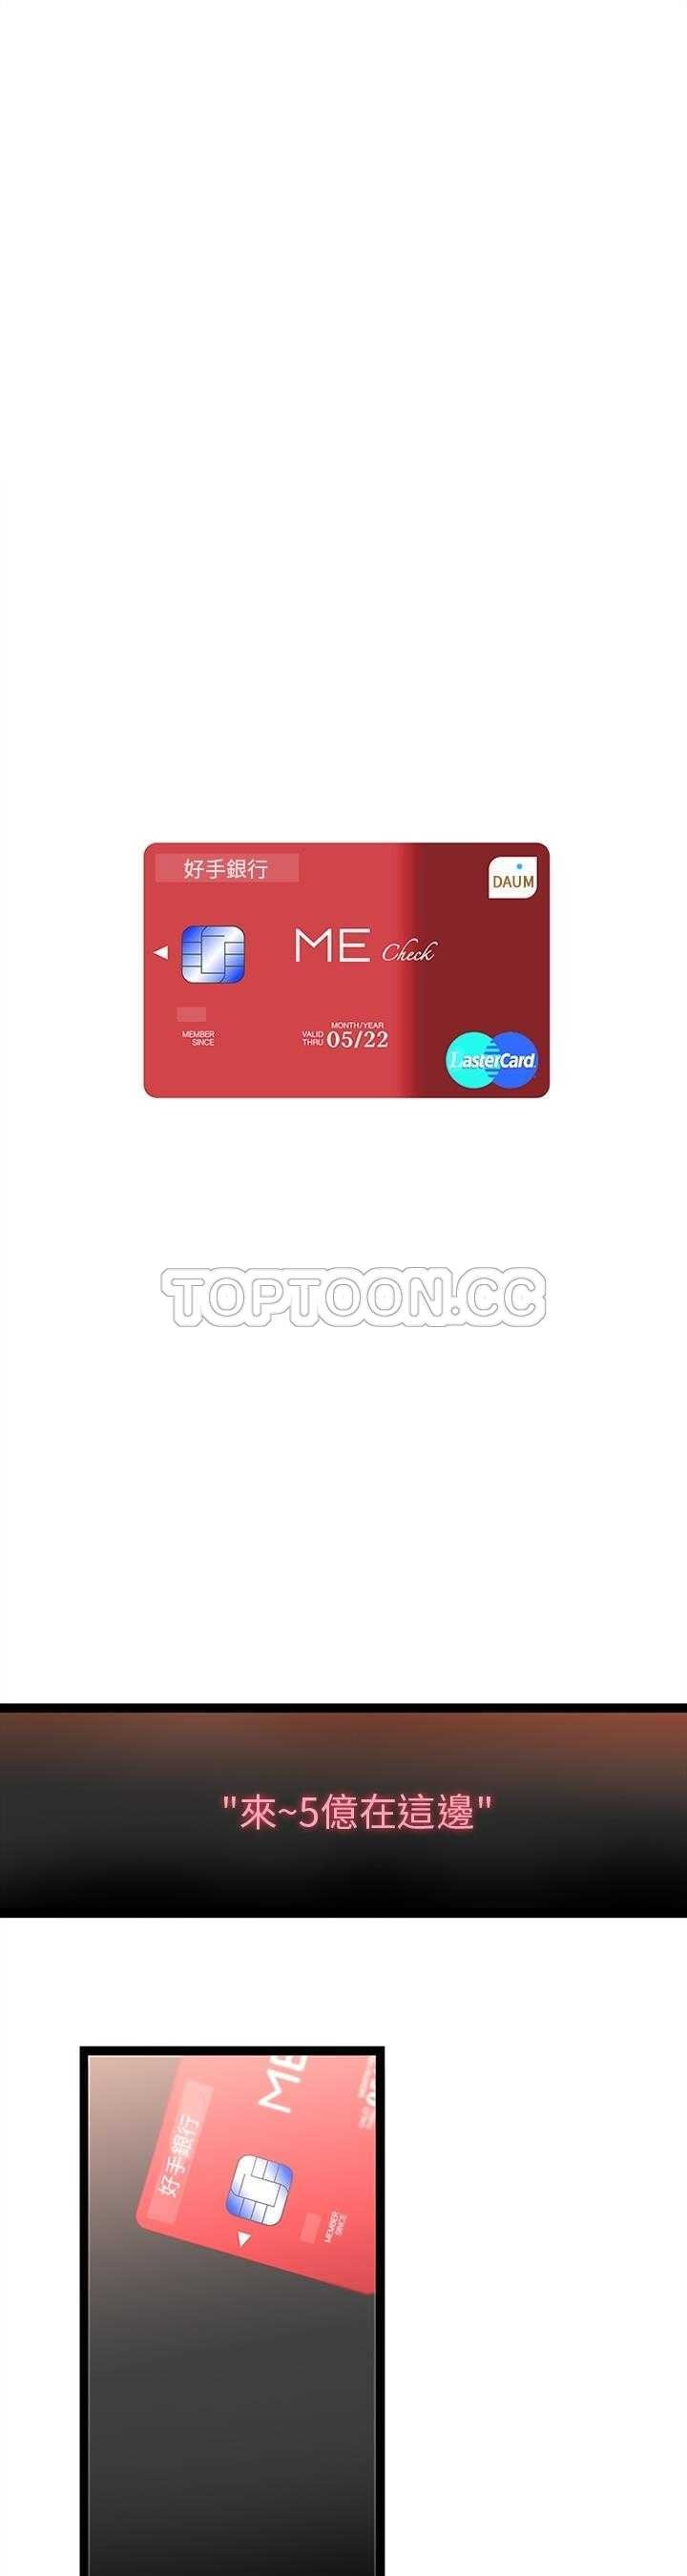 好手銀行
DAUM
ME Check
MEMBER
SINCE
MONTH/YEAR
VALID
THRU 05/22
LasterCard
TOPTOON.CC
"來~5億在這邊"
好手銀行
ME
MEMBER
SINCE